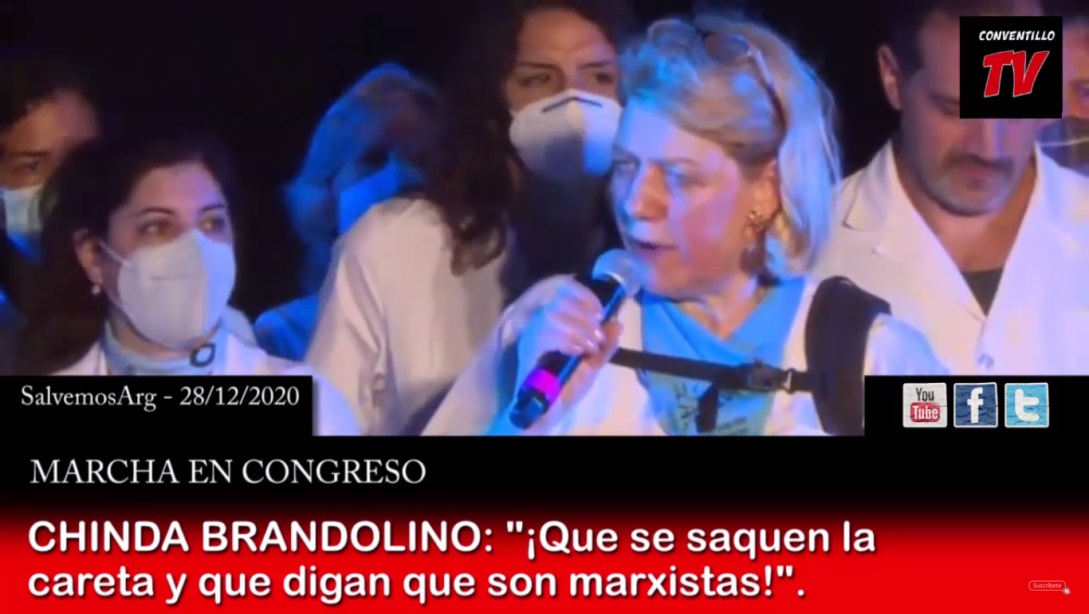 CONVENTILLO
TV
SalvemosArg - 28/12/2020
You
Tube
f
t
MARCHA EN CONGRESO
CHINDA BRANDOLINO: "¡Que se saquen la
careta y que digan que son marxistas!".
Suscríbete